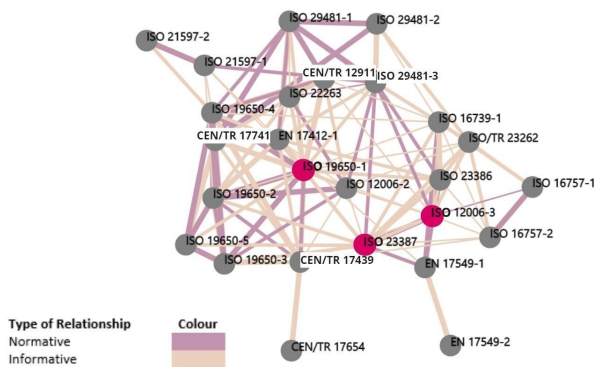 ISO 29481-1
ISO 29481-2
ISO 21597-2
ISO 21597-1
CEN/TR 12911
ISO 29481-3
ISO 22263
ISO 19650-4
ISO 16739-1
CEN/TR 17741
EN 17412-1
ISO/TR 23262
ISO 19650-1
ISO 23386
ISO 12006-2
ISO 16757-1
ISO 19650-2
ISO 12006-3
ISO 16757-2
ISO 19650-5
ISO 23387
ISO 19650-3
CEN/TR 17439
EN 17549-1
Type of Relationship Colour
Normative
Informative
CEN/TR 17654
EN 17549-2